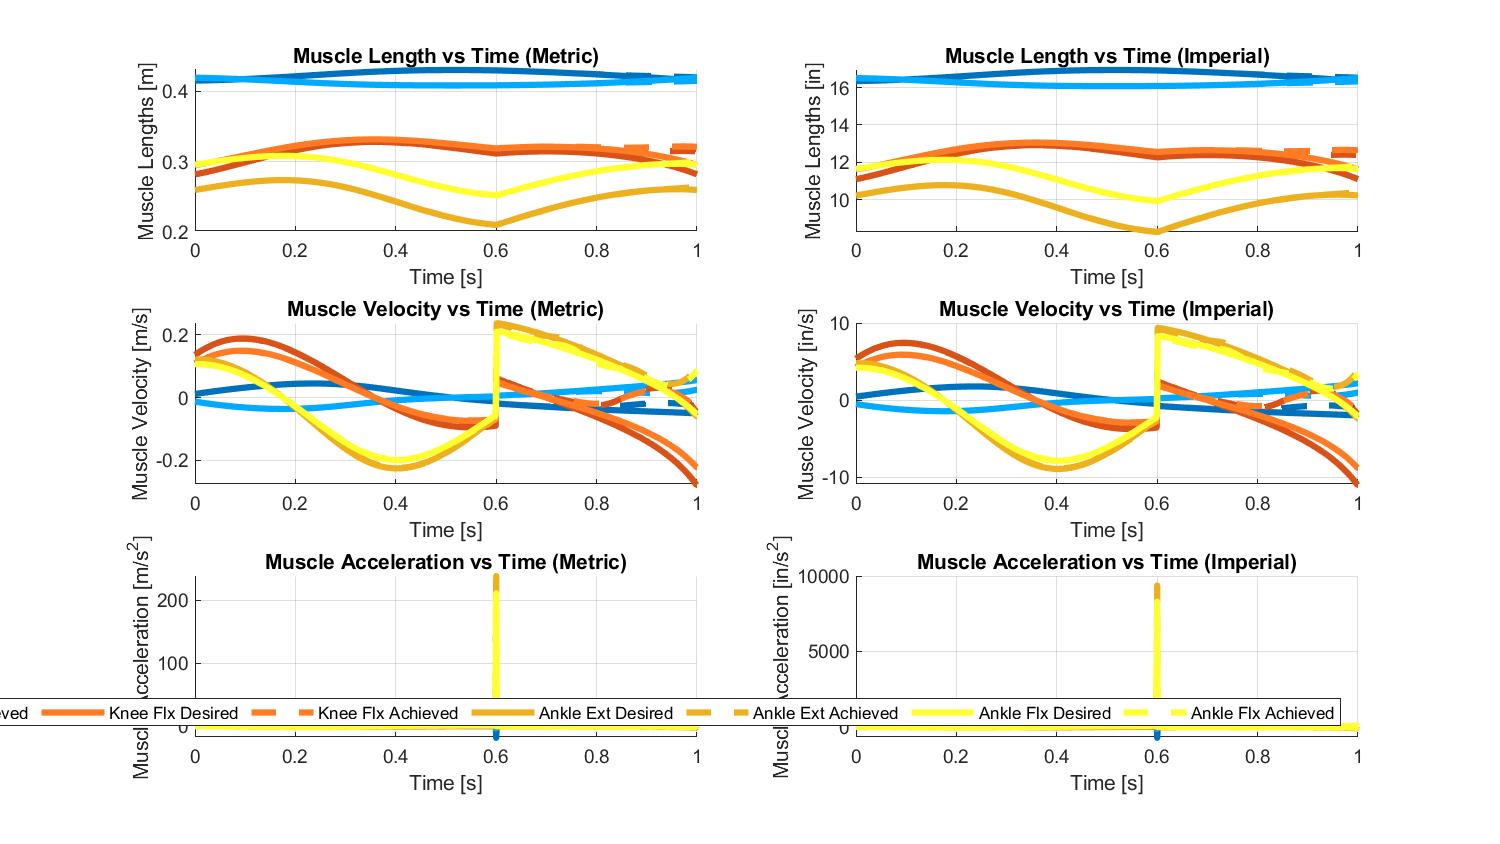 Muscle Length vs Time (Metric)
Muscle Lengths [m]
0.4
0.3
0.2
0 0.2 0.4 0.6 0.8 1
Time [s]
Muscle Length vs Time (Imperial)
Muscle Lengths [in]
16
14
12
10
0 0.2 0.4 0.6 0.8 1
Time [s]
Muscle Velocity vs Time (Metric)
Muscle Velocity [m/s]
0.2
0
-0.2
0 0.2 0.4 0.6 0.8 1
Time [s]
Muscle Velocity vs Time (Imperial)
Muscle Velocity [in/s]
10
0
-10
0 0.2 0.4 0.6 0.8 1
Time [s]
Muscle Acceleration vs Time (Metric)
Acceleration [m/s²]
200
100
0
0 0.2 0.4 0.6 0.8 1
Time [s]
Muscle Acceleration vs Time (Imperial)
Acceleration [in/s²]
10000
5000
0
0 0.2 0.4 0.6 0.8 1
Time [s]
Knee Flx Desired Knee Flx Achieved Ankle Ext Desired Ankle Ext Achieved Ankle Flx Desired Ankle Flx Achieved